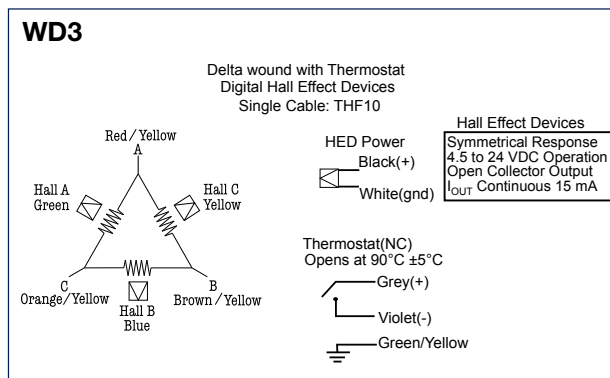 WD3
Delta wound with Thermostat
Digital Hall Effect Devices
Single Cable: THF10
Red/Yellow
A
Hall A
Green
Hall C
Yellow
C
Orange/Yellow
Hall B
Blue
B
Brown/Yellow
HED Power
Black(+)
White(gnd)
Hall Effect Devices
Symmetrical Response
4.5 to 24 VDC Operation
Open Collector Output
IOUT Continuous 15 mA
Thermostat(NC)
Opens at 90°C ±5°C
Grey(+)
Violet(-)
Green/Yellow